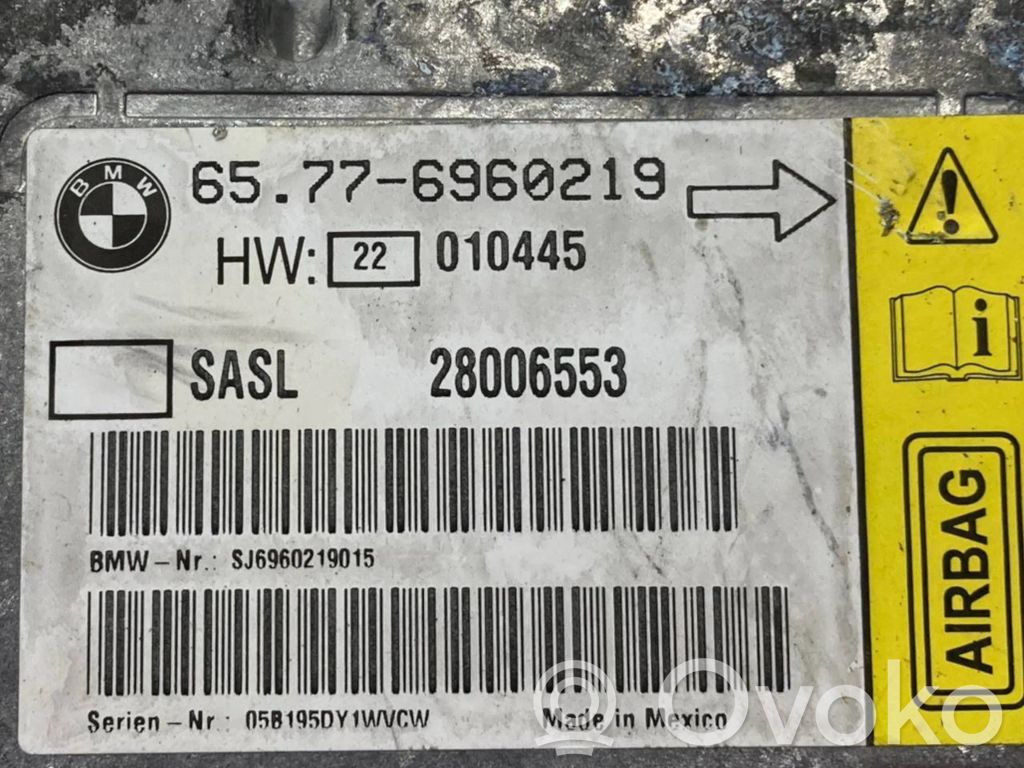 BMW
65.77-6960219
HW: 22 010445
SASL 28006553
BMW-Nr.: SJ6960219015
Serien-Nr: 05B195DY1WVCW Made in Mexico
AIRBAG
Ovoko